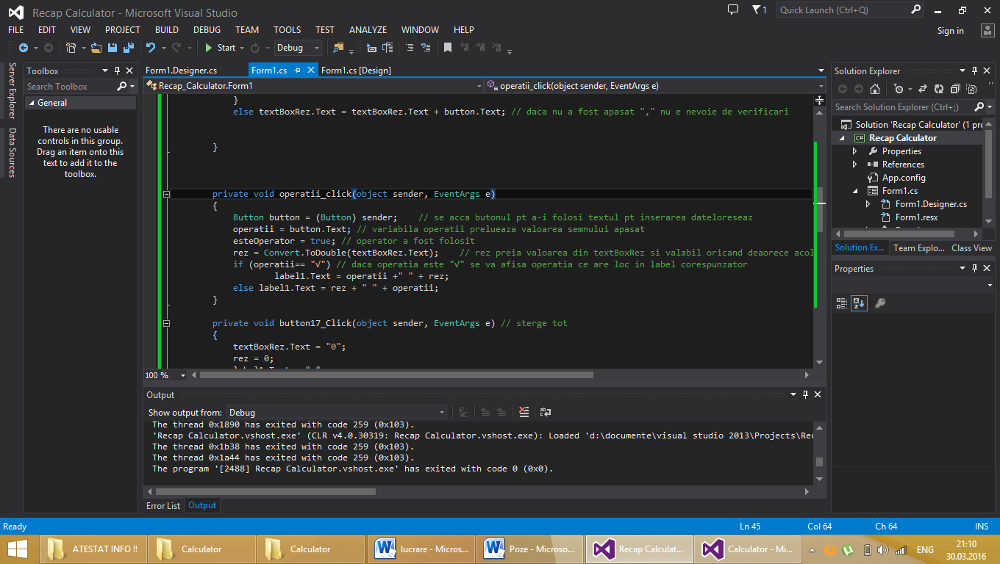 Recap Calculator - Microsoft Visual Studio
1
Quick Launch (Ctrl+Q)
FILE EDIT VIEW PROJECT BUILD DEBUG TEAM TOOLS TEST ANALYZE WINDOW HELP
Sign in
Start
Debug
Server Explorer
Data Sources
Toolbox
Search Toolbox
General
There are no usable
controls in this group.
Drag an item onto this
text to add it to the
toolbox.
Form1.Designer.cs
Form1.cs
Form1.cs [Design]
Recap_Calculator.Form1
operatii_click(object sender, EventArgs e)
}
else textBoxRez.Text = textBoxRez.Text + button.Text; // daca nu a fost apasat "," nu e nevoie de verificari
}
private void operatii_click(object sender, EventArgs e)
{
Button button = (Button) sender; // se acca butonul pt a-i folosi textul pt inserarea dateloreseaz
operatii = button.Text; // variabila operatii prelueaza valoarea semnului apasat
esteOperator = true; // operator a fost folosit
rez = Convert.ToDouble(textBoxRez.Text); // rez preia valoarea din textBoxRez si valabil oricand deaorece acol
if (operatii== "√") // daca operatia este "√" se va afisa operatia ce are loc in label corespunzator
label1.Text = operatii +" " + rez;
else label1.Text = rez + " " + operatii;
}
private void button17_Click(object sender, EventArgs e) // sterge tot
{
textBoxRez.Text = "0";
rez = 0;
100 %
Output
Show output from: Debug
The thread 0x1890 has exited with code 259 (0x103).
'Recap Calculator.vshost.exe' (CLR v4.0.30319: Recap Calculator.vshost.exe): Loaded 'd:\documente\visual studio 2013\Projects\Rec
The thread 0x1b38 has exited with code 259 (0x103).
The thread 0x1a44 has exited with code 259 (0x103).
The program '[2488] Recap Calculator.vshost.exe' has exited with code 0 (0x0).
Error List
Output
Solution Explorer
Search Solution Explorer (Ctrl+;)
Solution 'Recap Calculator' (1 pro
C# Recap Calculator
Properties
References
App.config
Form1.cs
Form1.Designer.cs
Form1.resx
Solution Ex...
Team Explo...
Class View
Properties
Ready
Ln 45
Col 64
Ch 64
INS
ATESTAT INFO !!
Calculator
Calculator
lucrare - Micros...
Poze - Microso...
Recap Calculat...
Calculator - Mi...
ENG
21:10
30.03.2016